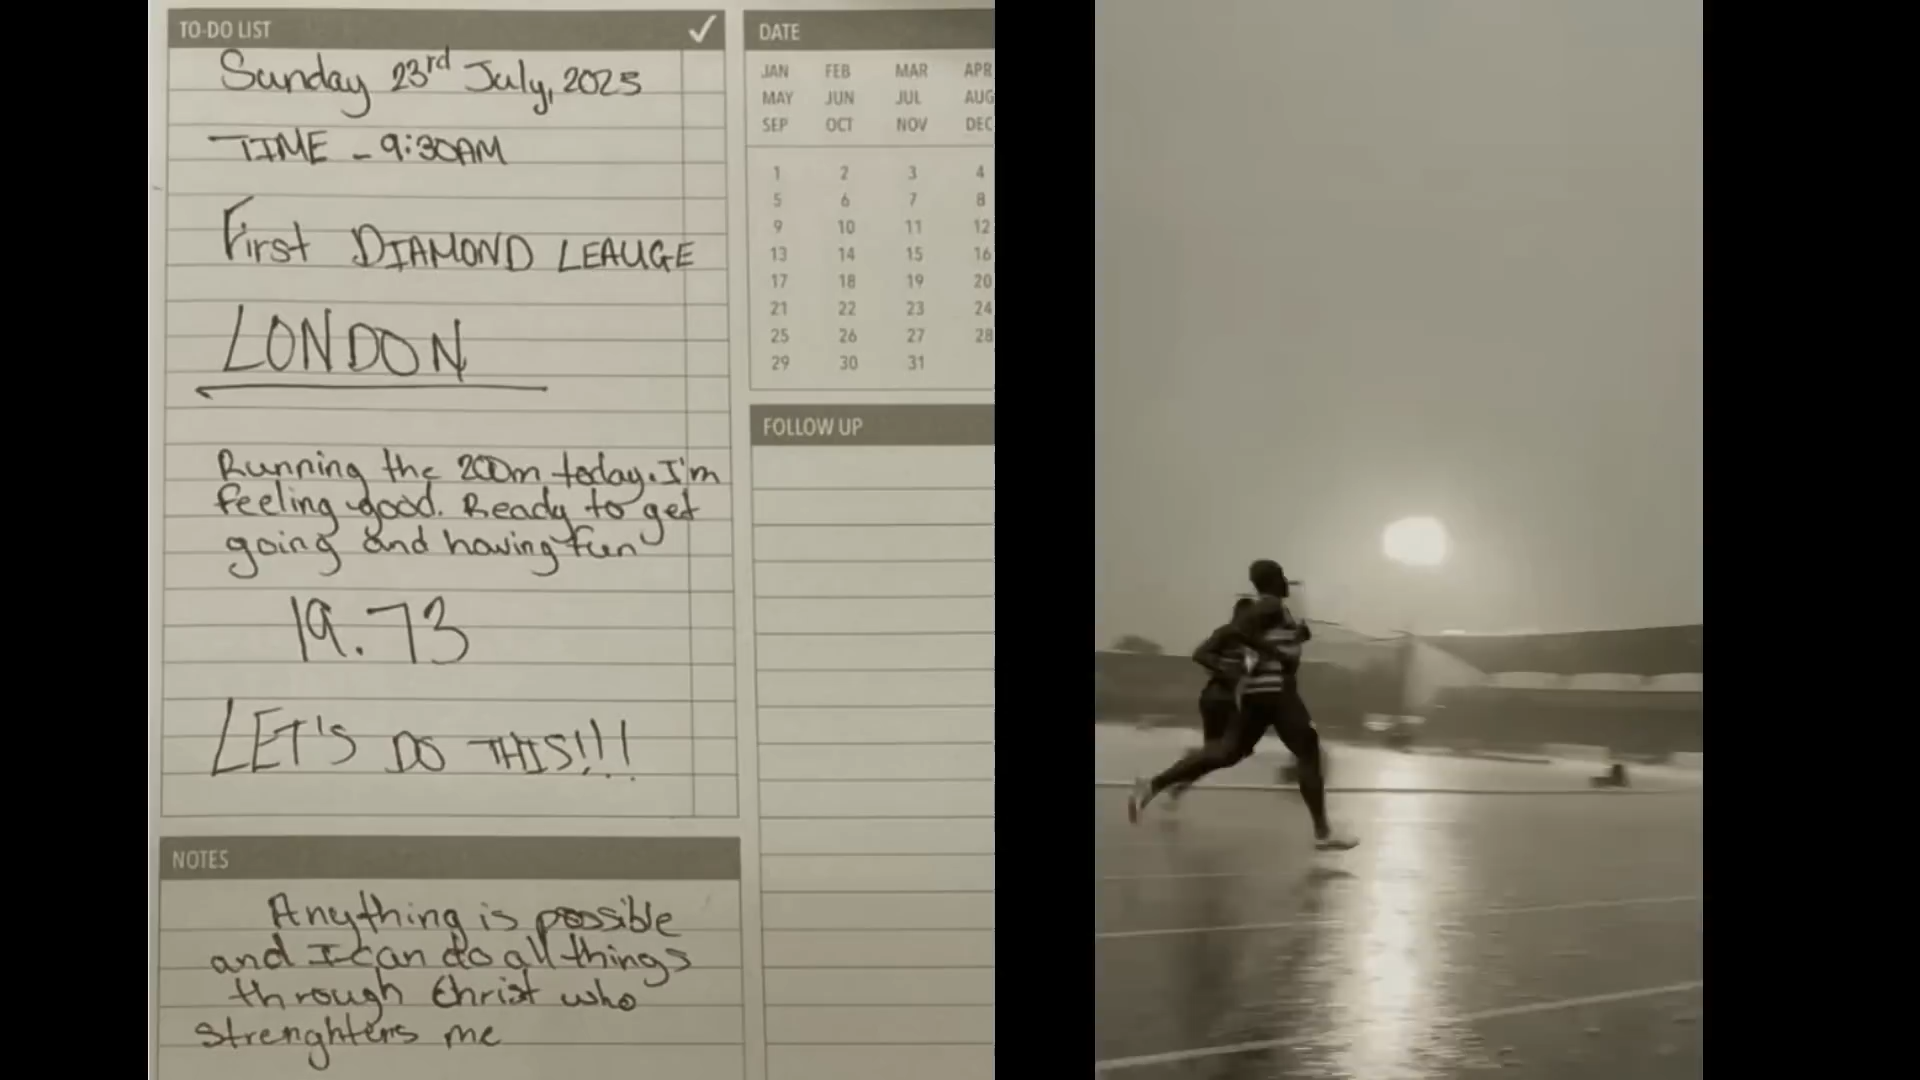 TO-DO LIST ✓
Sunday 23rd July, 2023
TIME - 9:30AM
First DIAMOND LEAUGE
LONDON
Running the 200m today. I'm
feeling good. Ready to get
going and having fun
19.73
LET'S DO THIS!!!
NOTES
Anything is possible
and I can do all things
through Christ who
strenghtens me
DATE
JAN FEB MAR APR
MAY JUN JUL AUG
SEP OCT NOV DEC
1 2 3 4
5 6 7 8
9 10 11 12
13 14 15 16
17 18 19 20
21 22 23 24
25 26 27 28
29 30 31
FOLLOW UP